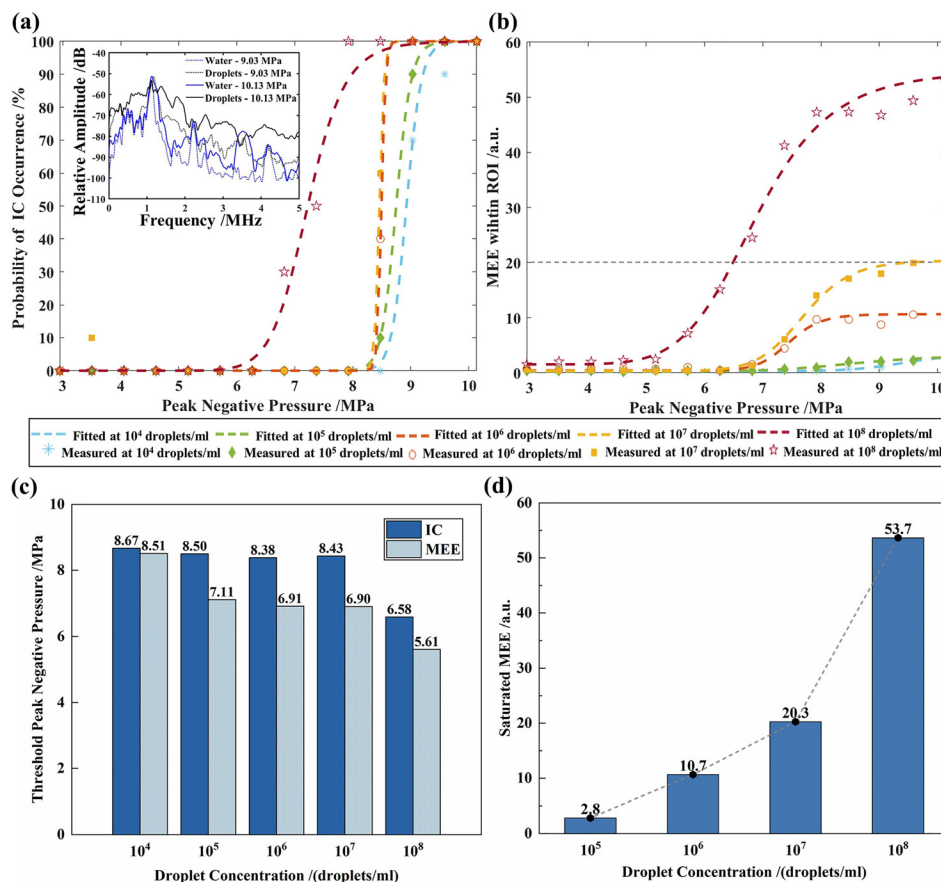 (a)
Probability of IC Occurrence /%
100
90
80
70
60
50
40
30
20
10
0
3 4 5 6 7 8 9 10
Peak Negative Pressure /MPa
Relative Amplitude /dB
-40
-50
-60
-70
-80
-90
-100
-110
0 1 2 3 4 5
Frequency /MHz
Water - 9.03 MPa
Droplets - 9.03 MPa
Water - 10.13 MPa
Droplets - 10.13 MPa
(b)
MEE wihtin ROI /a.u.
60
50
40
30
20
10
0
3 4 5 6 7 8 9 10
Peak Negative Pressure /MPa
Fitted at 10⁴ droplets/ml Fitted at 10⁵ droplets/ml Fitted at 10⁶ droplets/ml Fitted at 10⁷ droplets/ml Fitted at 10⁸ droplets/ml
Measured at 10⁴ droplets/ml Measured at 10⁵ droplets/ml Measured at 10⁶ droplets/ml Measured at 10⁷ droplets/ml Measured at 10⁸ droplets/ml
(c)
Threshold Peak Negative Pressure /MPa
10
8
6
4
2
0
IC
MEE
8.67 8.51 8.50 7.11 8.38 6.91 8.43 6.90 6.58 5.61
10⁴ 10⁵ 10⁶ 10⁷ 10⁸
Droplet Concentration /(droplets/ml)
(d)
Saturated MEE /a.u.
60
50
40
30
20
10
0
2.8 10.7 20.3 53.7
10⁵ 10⁶ 10⁷ 10⁸
Droplet Concentration /(droplets/ml)